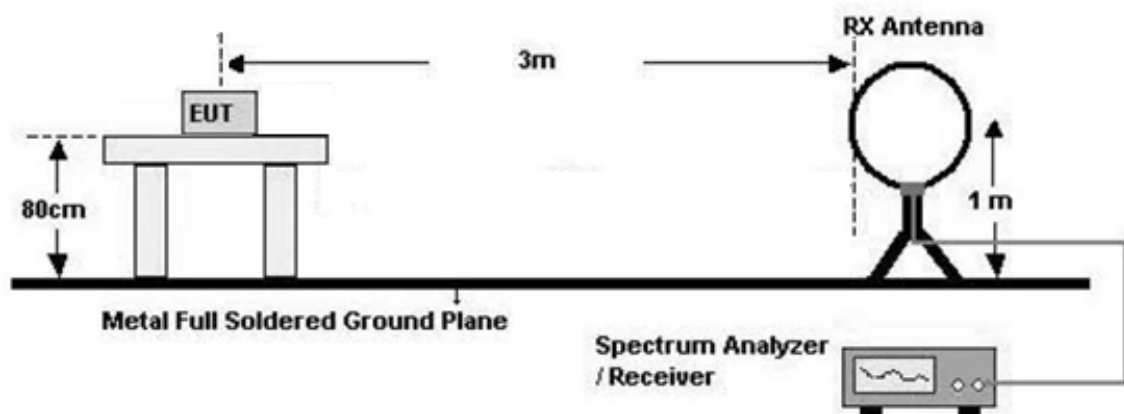 RX Antenna
3m
EUT
80cm
1 m
Metal Full Soldered Ground Plane
Spectrum Analyzer
/ Receiver